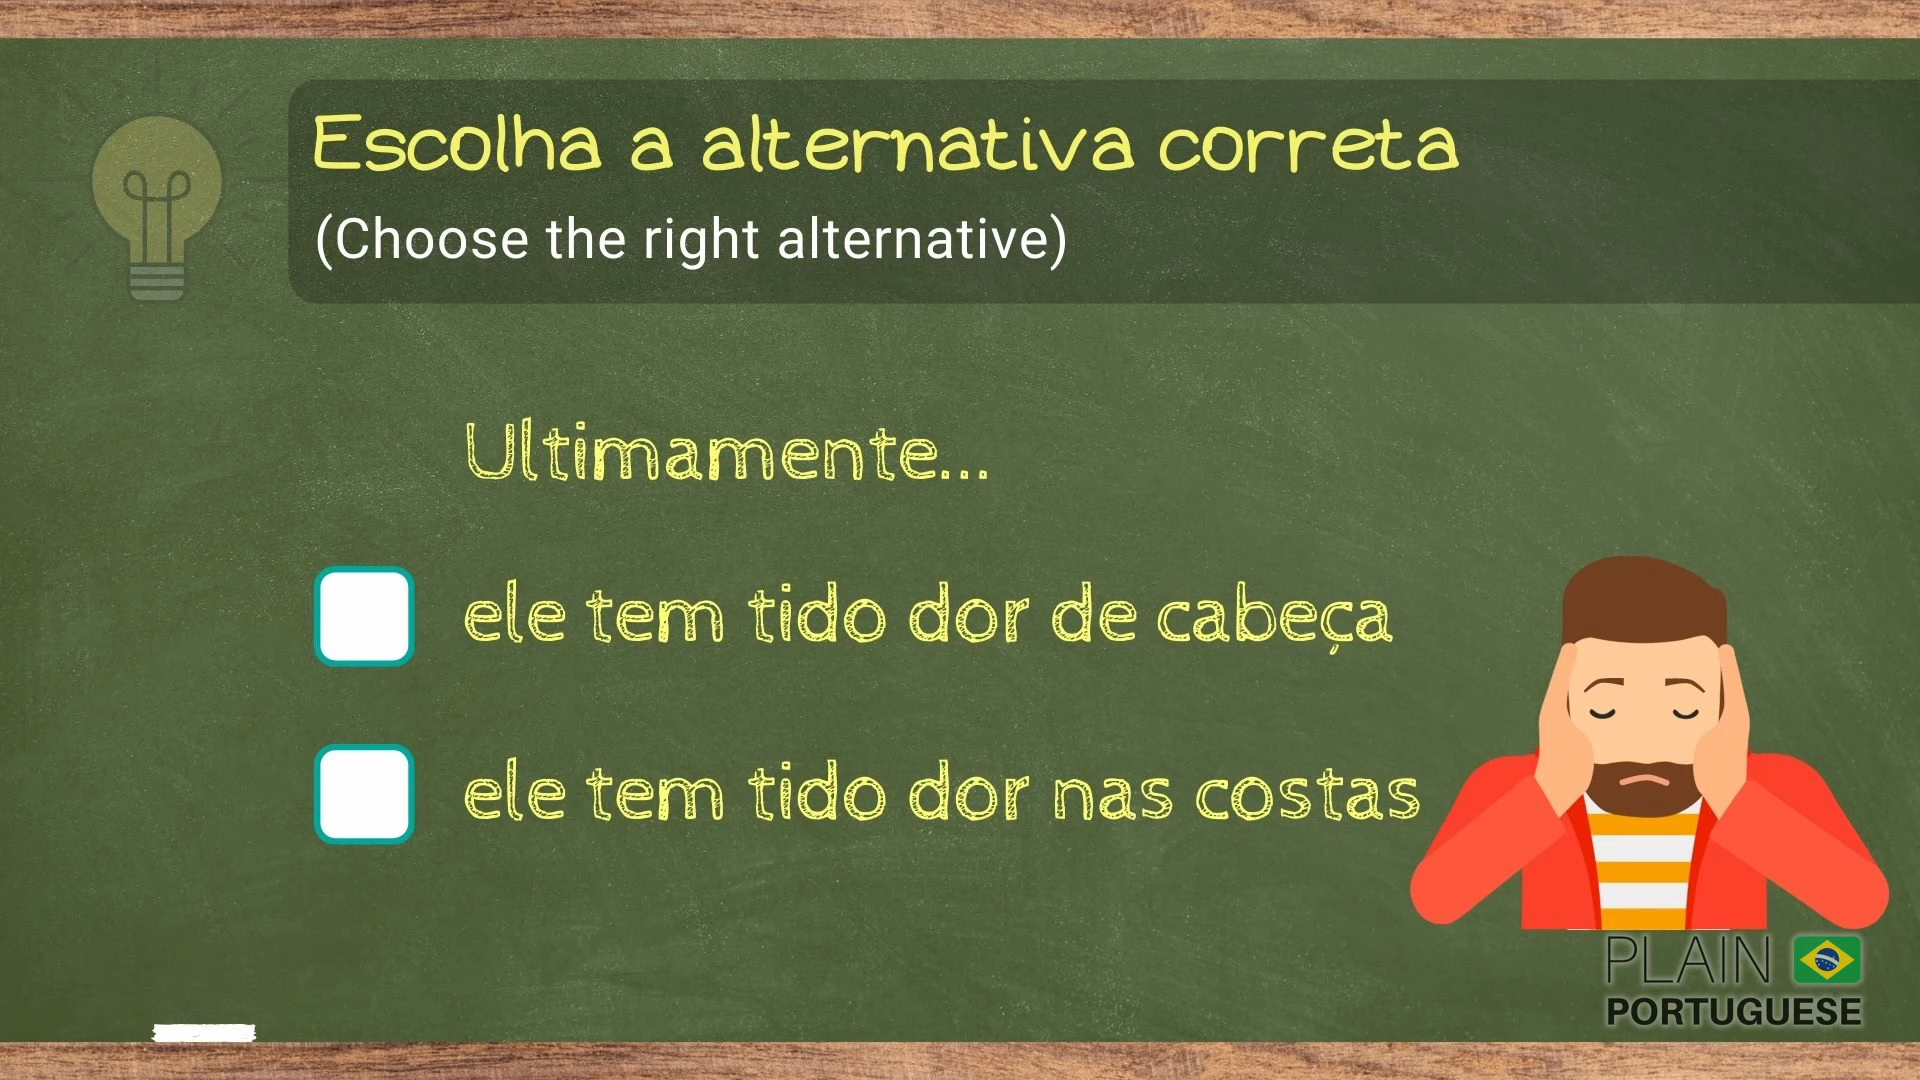 Escolha a alternativa correta
(Choose the right alternative)
Ultimamente...
ele tem tido dor de cabeça
ele tem tido dor nas costas
PLAIN
PORTUGUESE